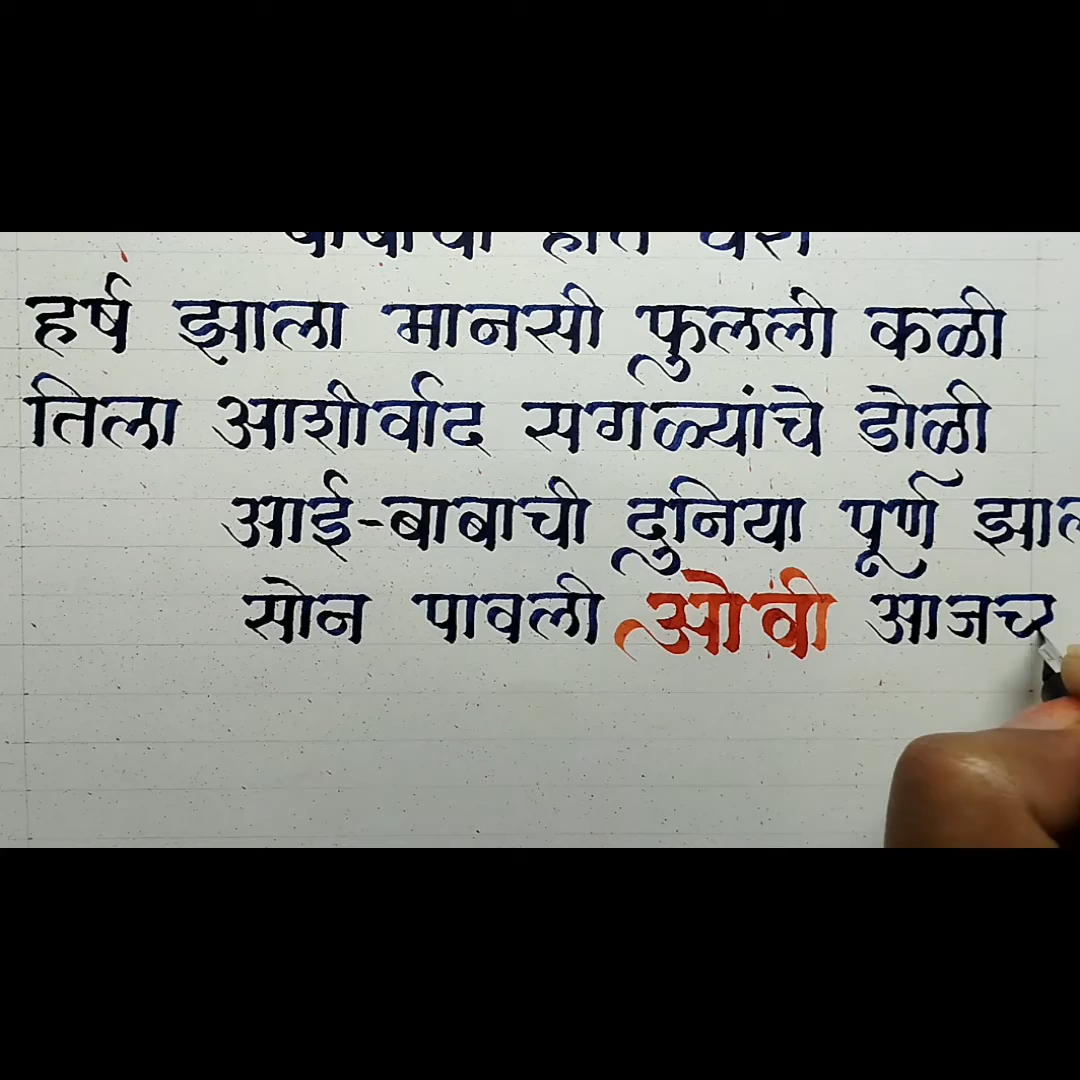 हर्ष झाला मानसी फुलली कळी
तिला आशीर्वाद सगळ्यांचे डोळी
आई-बाबाची दुनिया पूर्ण
सोन पावली ओवी आजच